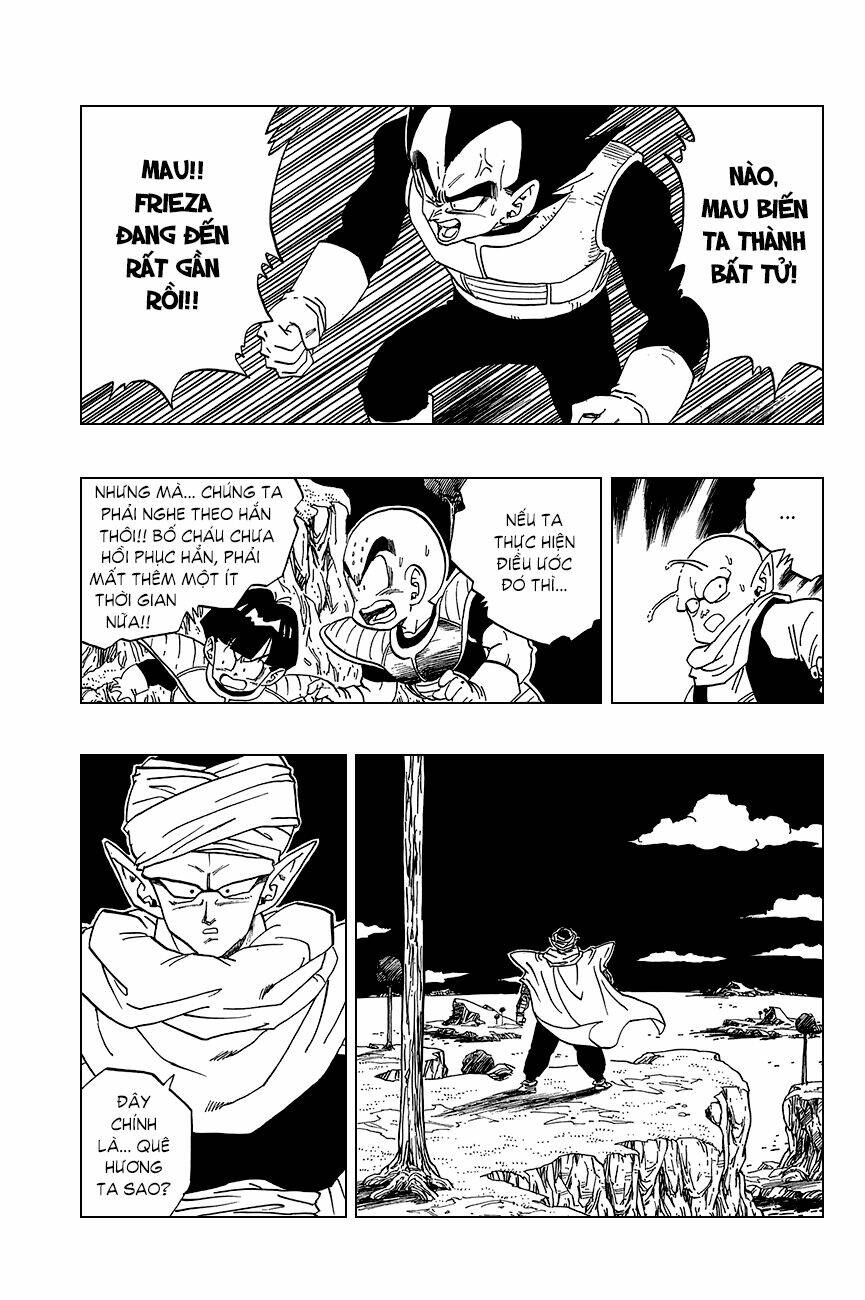 NÀO,
MAU BIẾN
TA THÀNH
BẤT TỬ!
MAU!!
FRIEZA
ĐANG ĐẾN
RẤT GẦN
RỒI!!
...
NẾU TA
THỰC HIỆN
ĐIỀU ƯỚC
ĐÓ THÌ...
NHƯNG MÀ... CHÚNG TA
PHẢI NGHE THEO HẮN
THÔI!! BỐ CHÁU CHƯA
HỒI PHỤC HẲN, PHẢI
MẤT THÊM MỘT ÍT
THỜI GIAN
NỮA!!
ĐÂY
CHÍNH
LÀ... QUÊ
HƯƠNG
TA SAO?